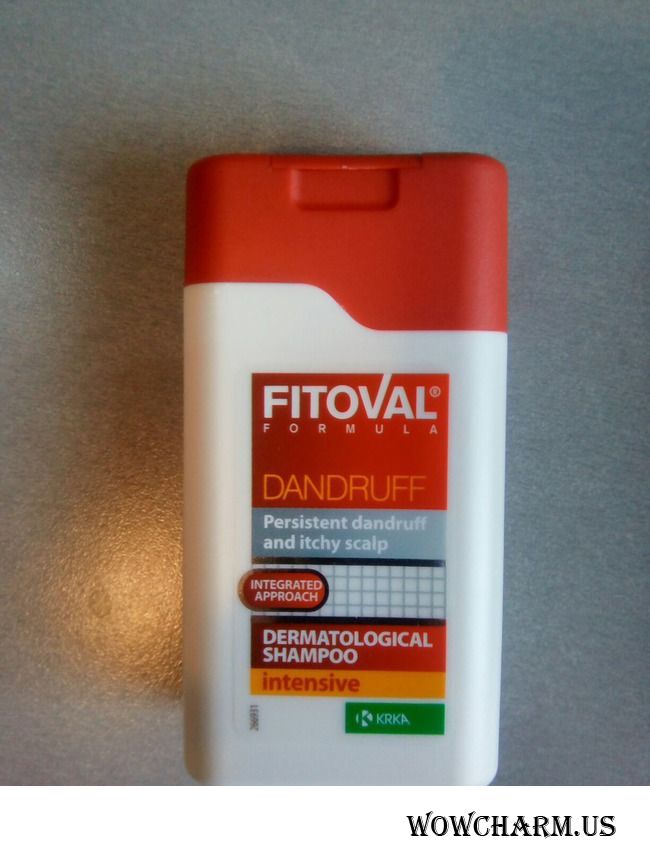 FITOVAL®
FORMULA
DANDRUFF
Persistent dandruff
and itchy scalp
INTEGRATED
APPROACH
DERMATOLOGICAL
SHAMPOO
intensive
266931
KRKA
WOWCHARM.US